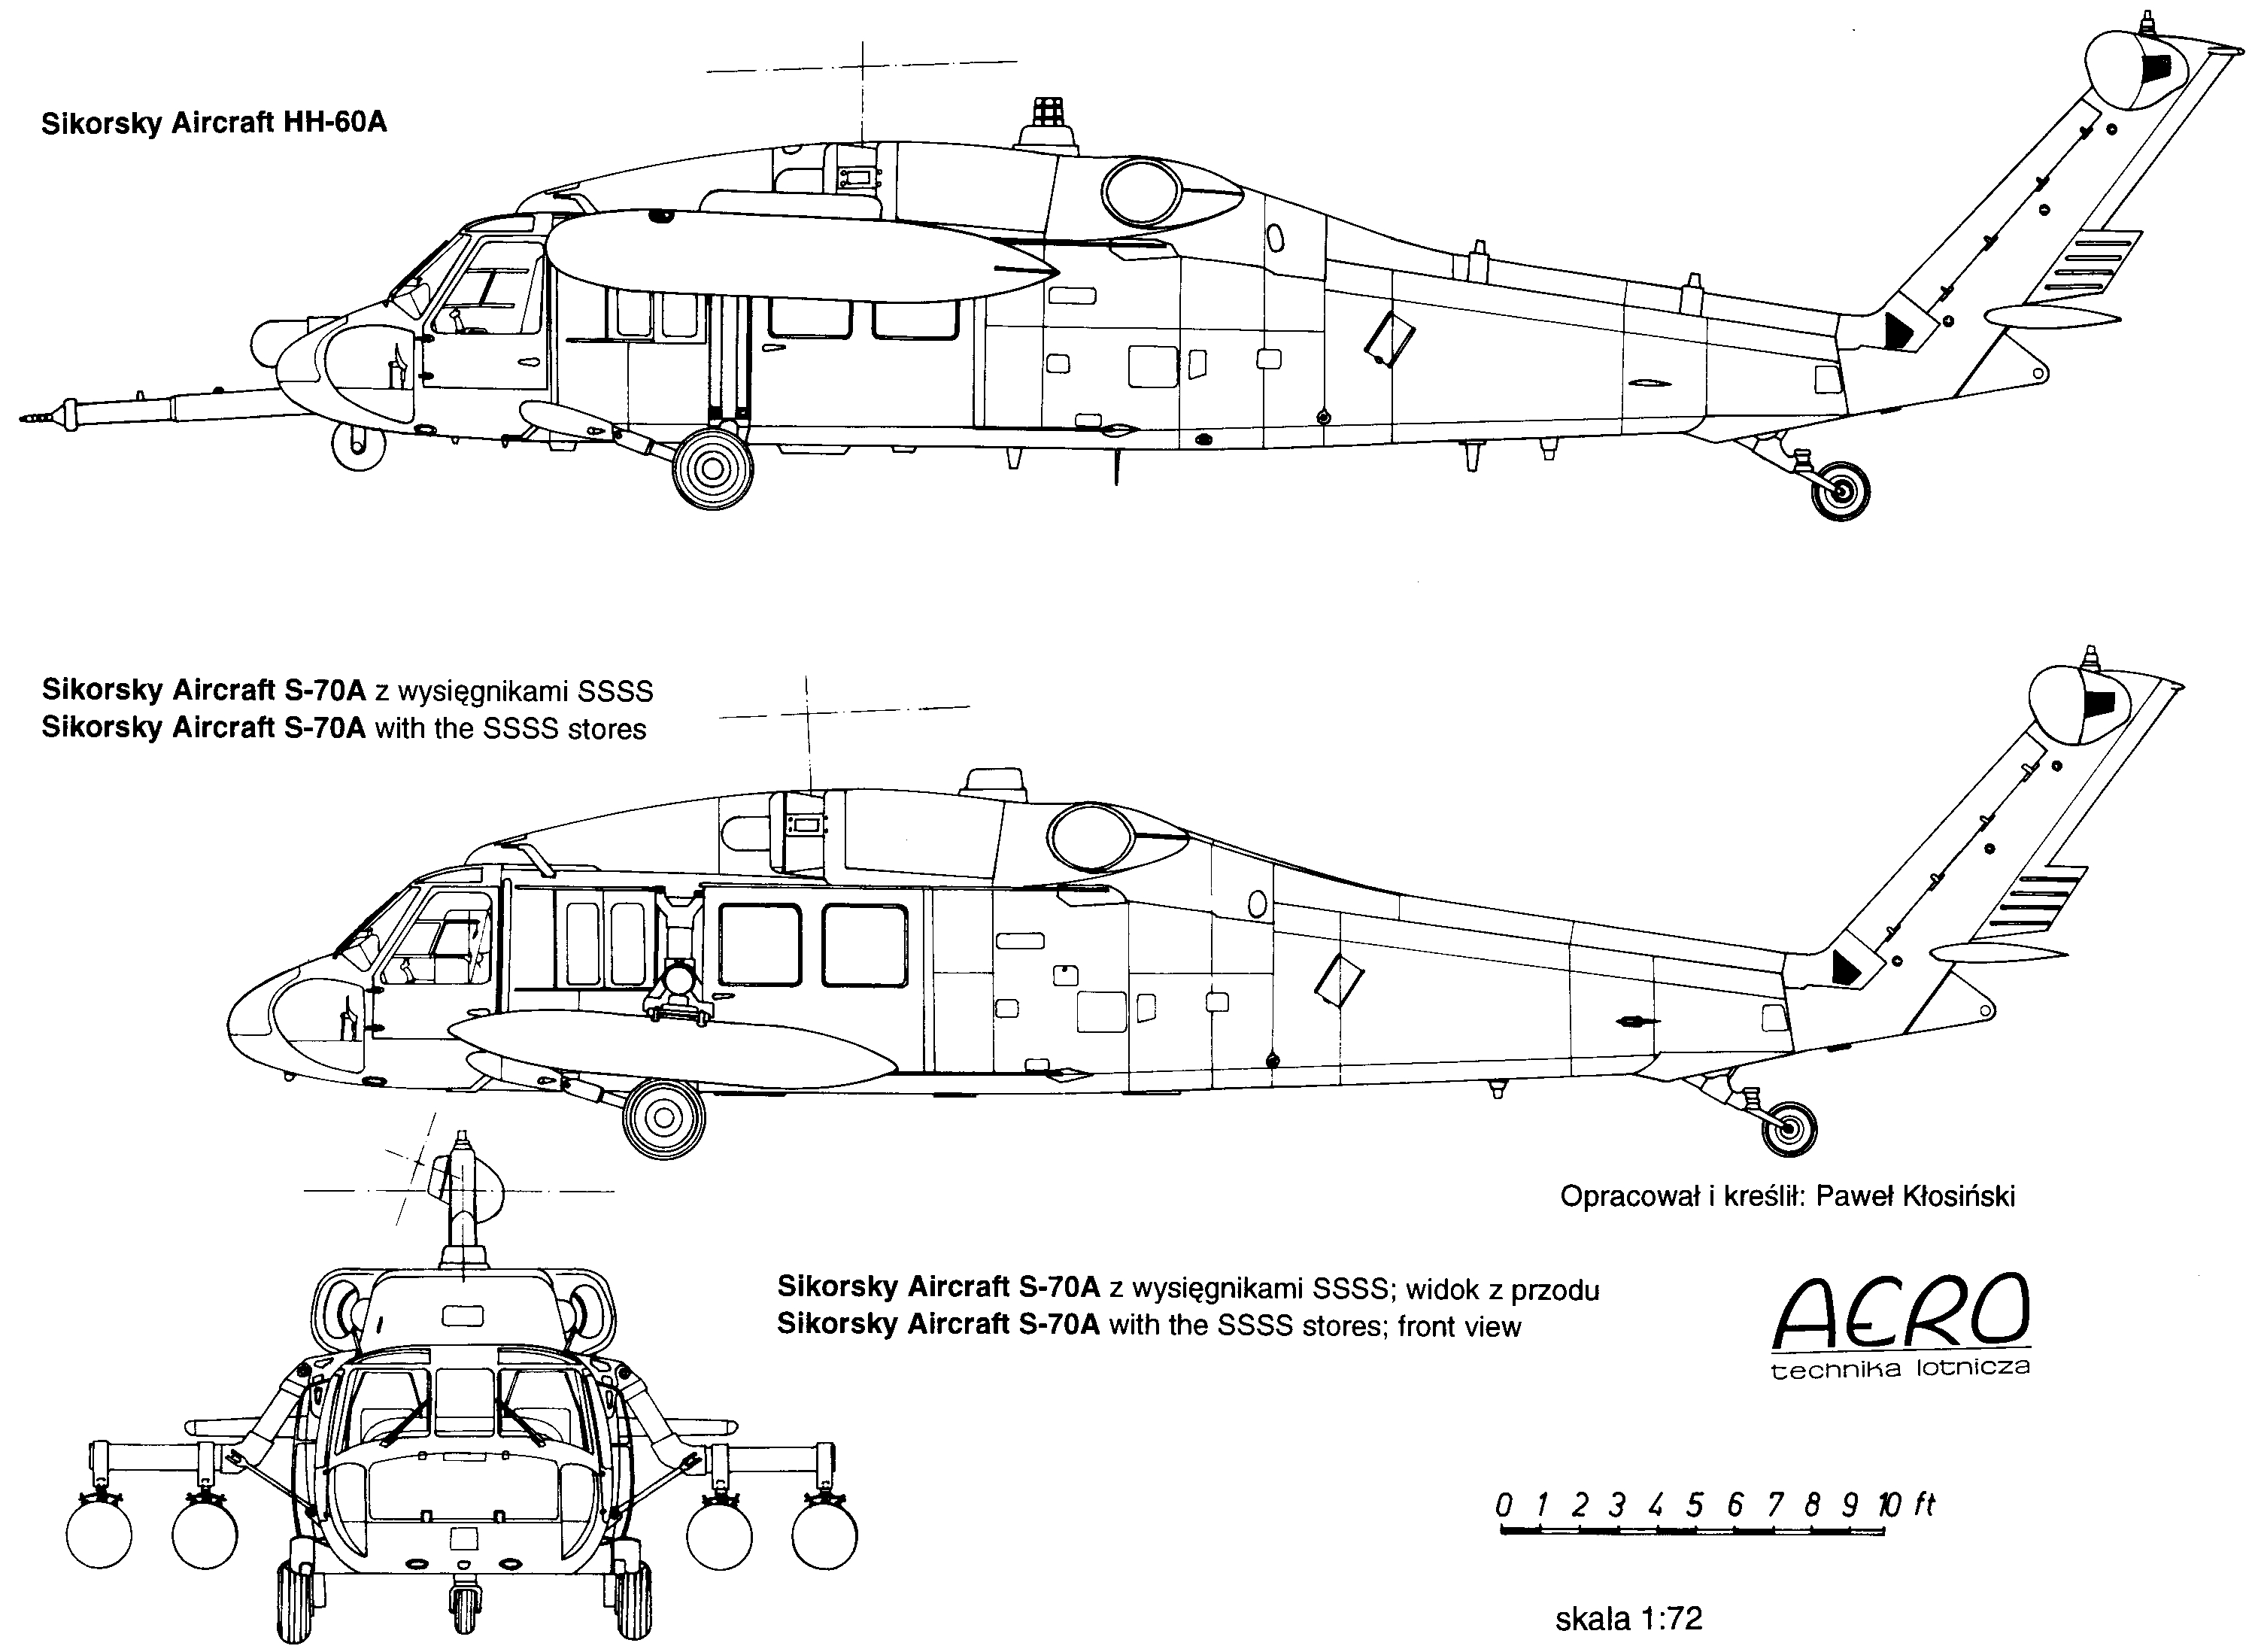 Sikorsky Aircraft HH-60A
Sikorsky Aircraft S-70A z wysięgnikami SSSS
Sikorsky Aircraft S-70A with the SSSS stores
Opracował i kreślił: Paweł Kłosiński
Sikorsky Aircraft S-70A z wysięgnikami SSSS; widok z przodu
Sikorsky Aircraft S-70A with the SSSS stores; front view
AERO
technika lotnicza
0 1 2 3 4 5 6 7 8 9 10 ft
skala 1:72